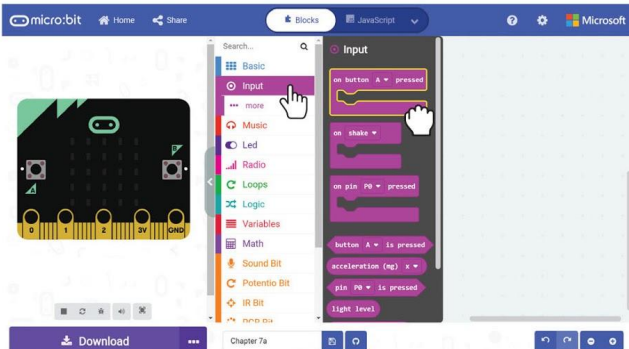 micro:bit Home Share Blocks JavaScript Microsoft
Search...
Basic
Input
more
Music
Led
Radio
Loops
Logic
Variables
Math
Sound Bit
Potentio Bit
IR Bit
Input
on button A pressed
on shake
on pin P0 pressed
button A is pressed
acceleration (mg) x
pin P0 is pressed
light level
A
B
0 1 2 3V GND
Download
Chapter 7a